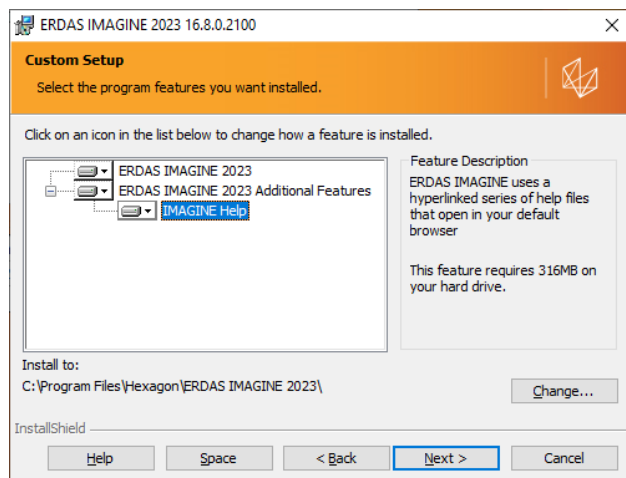 ERDAS IMAGINE 2023 16.8.0.2100
Custom Setup
Select the program features you want installed.
Click on an icon in the list below to change how a feature is installed.
ERDAS IMAGINE 2023
ERDAS IMAGINE 2023 Additional Features
IMAGINE Help
Feature Description
ERDAS IMAGINE uses a
hyperlinked series of help files
that open in your default
browser
This feature requires 316MB on
your hard drive.
Install to:
C:\Program Files\Hexagon\ERDAS IMAGINE 2023\
Change...
InstallShield
Help
Space
< Back
Next >
Cancel